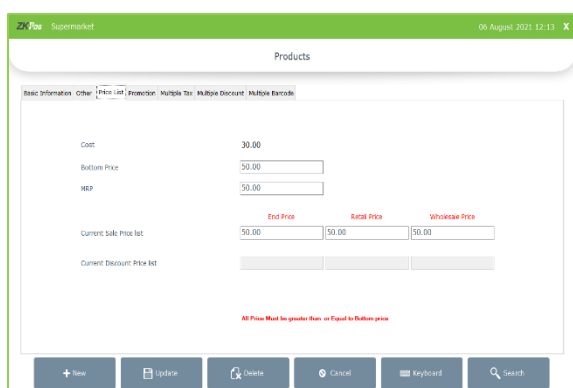 ZKPos Supermarket 06 August 2021 12:13 X
Products
Basic Information Other Price List Promotion Multiple Tax Multiple Discount Multiple Barcode
Cost 30.00
Bottom Price 50.00
MRP 50.00
End Price Retail Price Wholesale Price
Current Sale Price list 50.00 50.00 50.00
Current Discount Price list
All Price Must be greater than or Equal to Bottom price
New Update Delete Cancel Keyboard Search